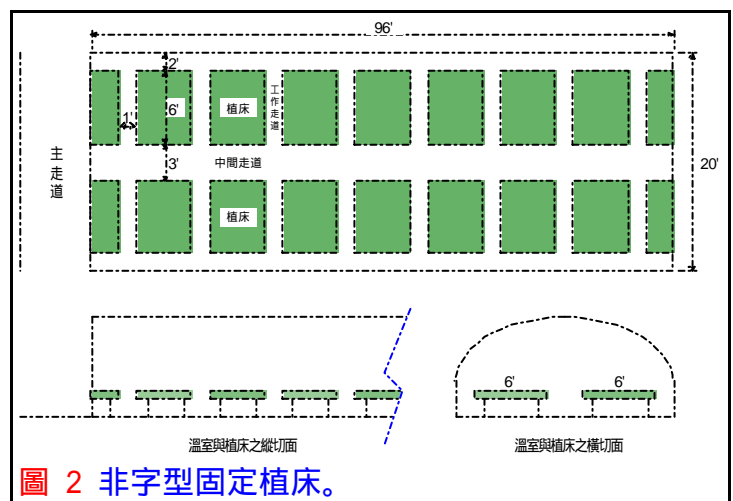 96'
2'
6'
植床
工作走道
1'
主走道
3'
中間走道
20'
植床
6'
6'
溫室與植床之縱切面
溫室與植床之橫切面
圖 2 非字型固定植床。